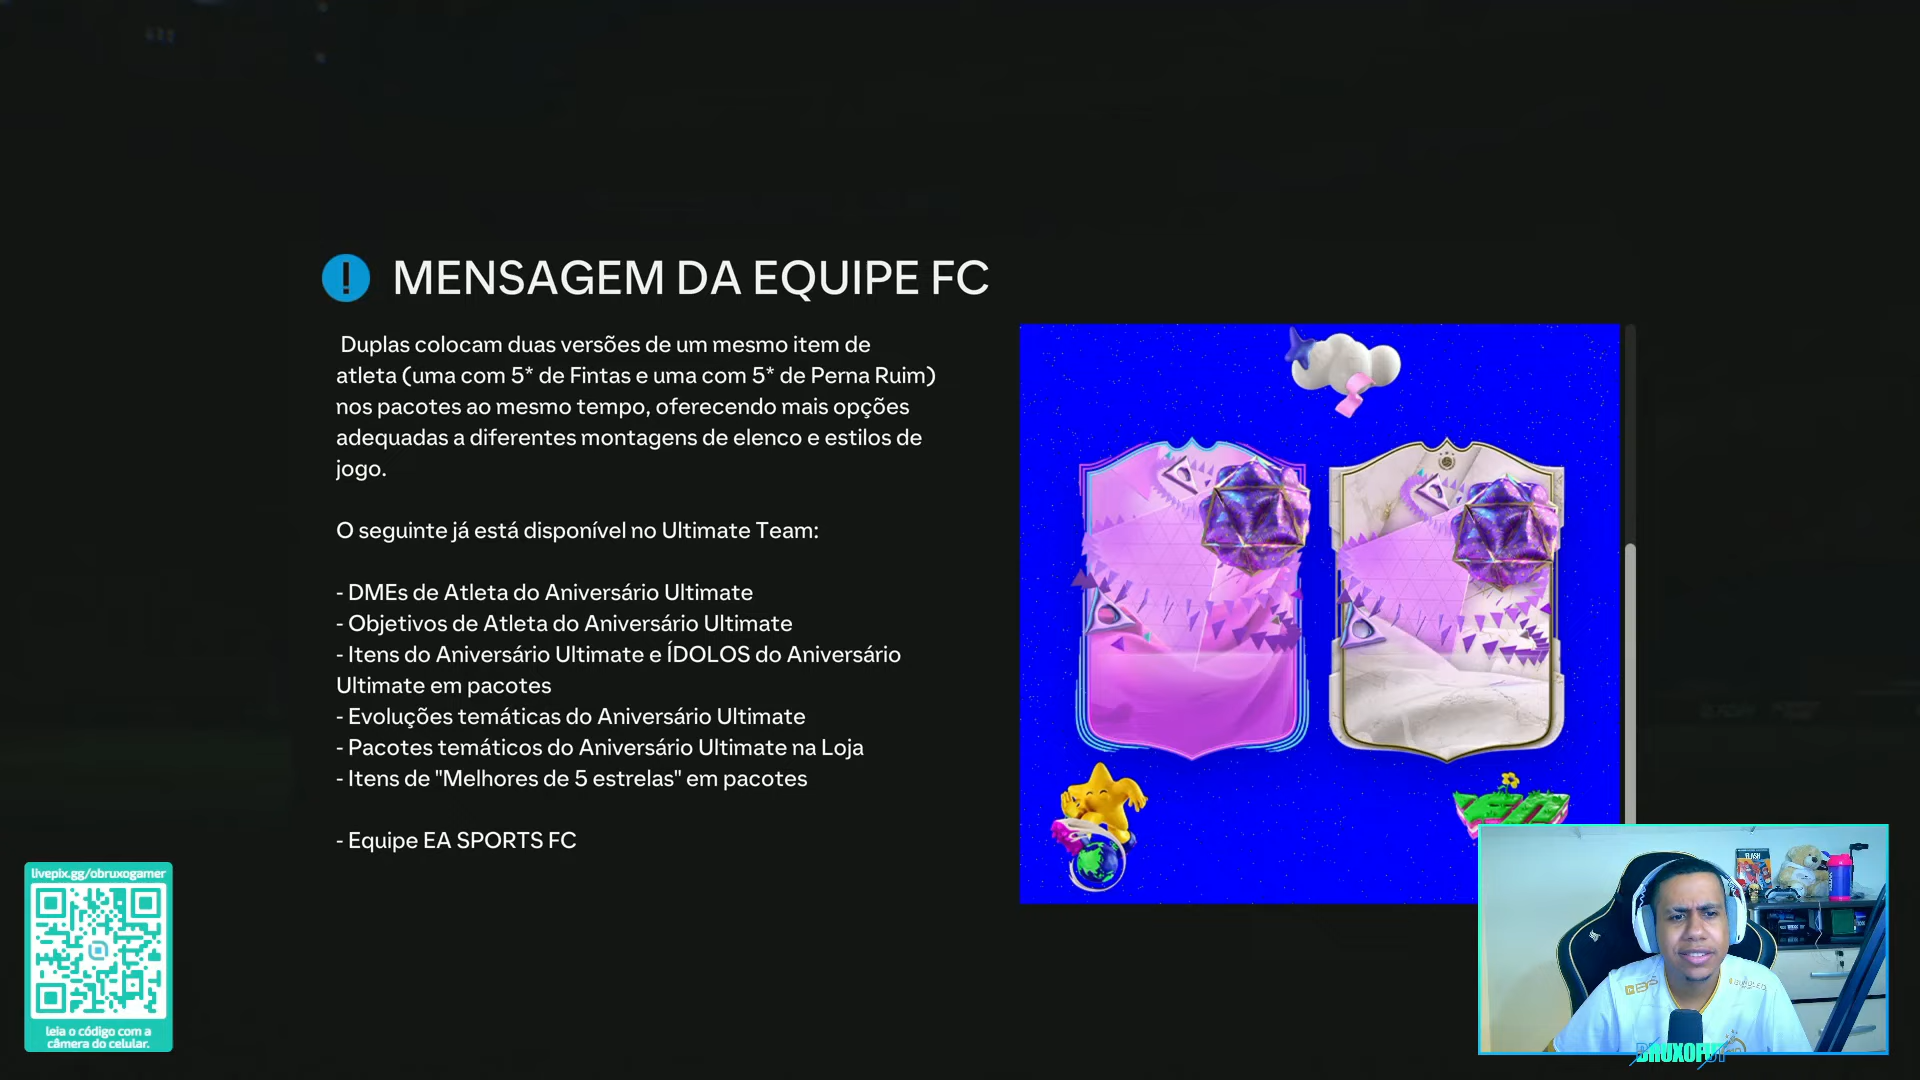 MENSAGEM DA EQUIPE FC
Duplas colocam duas versões de um mesmo item de
atleta (uma com 5* de Fintas e uma com 5* de Perna Ruim)
nos pacotes ao mesmo tempo, oferecendo mais opções
adequadas a diferentes montagens de elenco e estilos de
jogo.
O seguinte já está disponível no Ultimate Team:
- DMEs de Atleta do Aniversário Ultimate
- Objetivos de Atleta do Aniversário Ultimate
- Itens do Aniversário Ultimate e ÍDOLOS do Aniversário
Ultimate em pacotes
- Evoluções temáticas do Aniversário Ultimate
- Pacotes temáticos do Aniversário Ultimate na Loja
- Itens de "Melhores de 5 estrelas" em pacotes
- Equipe EA SPORTS FC
livepix.gg/obruxogamer
leia o código com a
câmera do celular.
FLASH
BRUXOFUT